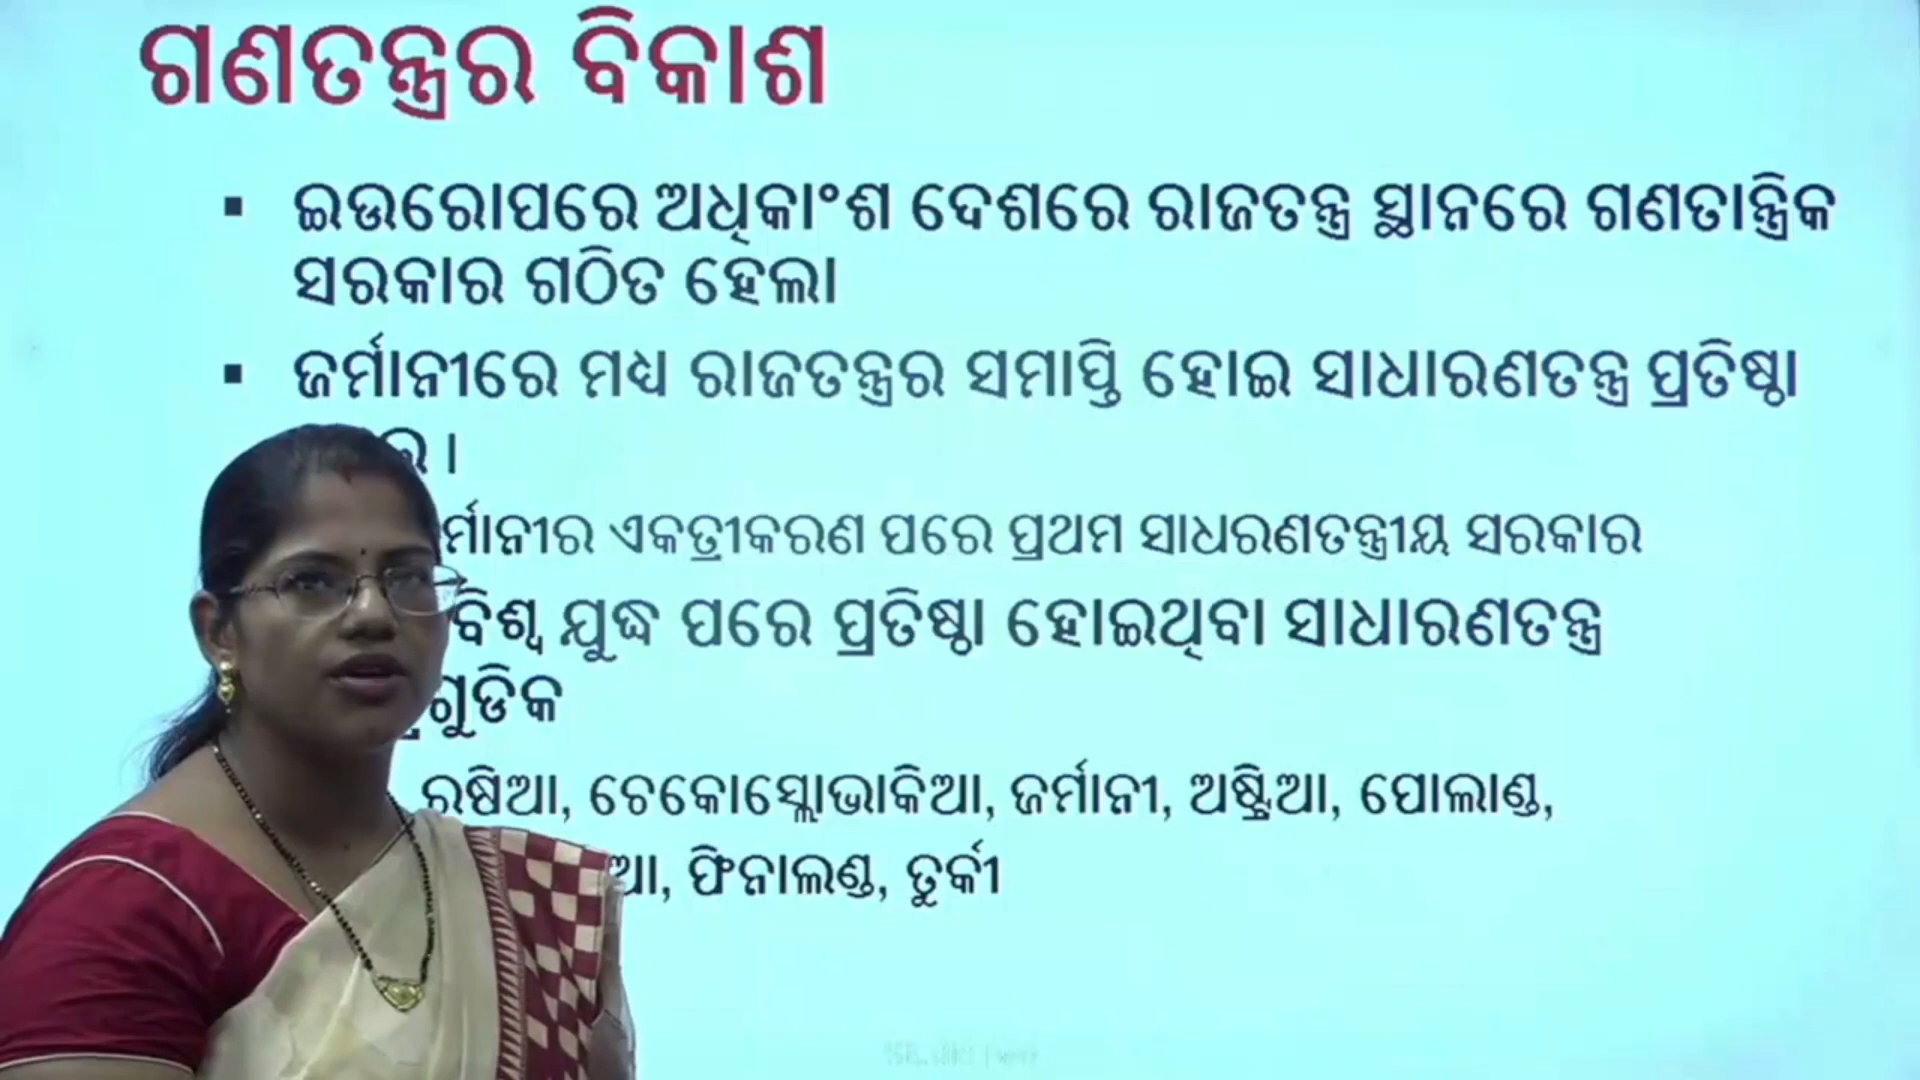 ଗଣତନ୍ତ୍ରର ବିକାଶ
▪ ଇଉରୋପରେ ଅଧିକାଂଶ ଦେଶରେ ରାଜତନ୍ତ୍ର ସ୍ଥାନରେ ଗଣତାନ୍ତ୍ରିକ
ସରକାର ଗଠିତ ହେଲା
▪ ଜର୍ମାନୀରେ ମଧ୍ୟ ରାଜତନ୍ତ୍ରର ସମାପ୍ତି ହୋଇ ସାଧାରଣତନ୍ତ୍ର ପ୍ରତିଷ୍ଠା
।
ଏକତ୍ରୀକରଣ ପରେ ପ୍ରଥମ ସାଧରଣତନ୍ତ୍ରୀୟ ସରକାର
ବିଶ୍ୱ ଯୁଦ୍ଧ ପରେ ପ୍ରତିଷ୍ଠା ହୋଇଥିବା ସାଧାରଣତନ୍ତ୍ର
ଗୁଡିକ
ଋଷିଆ, ଚେକୋସ୍ଲୋଭାକିଆ, ଜର୍ମାନୀ, ଅଷ୍ଟ୍ରିଆ, ପୋଲାଣ୍ଡ,
ଫିନାଲଣ୍ଡ, ତୁର୍କୀ